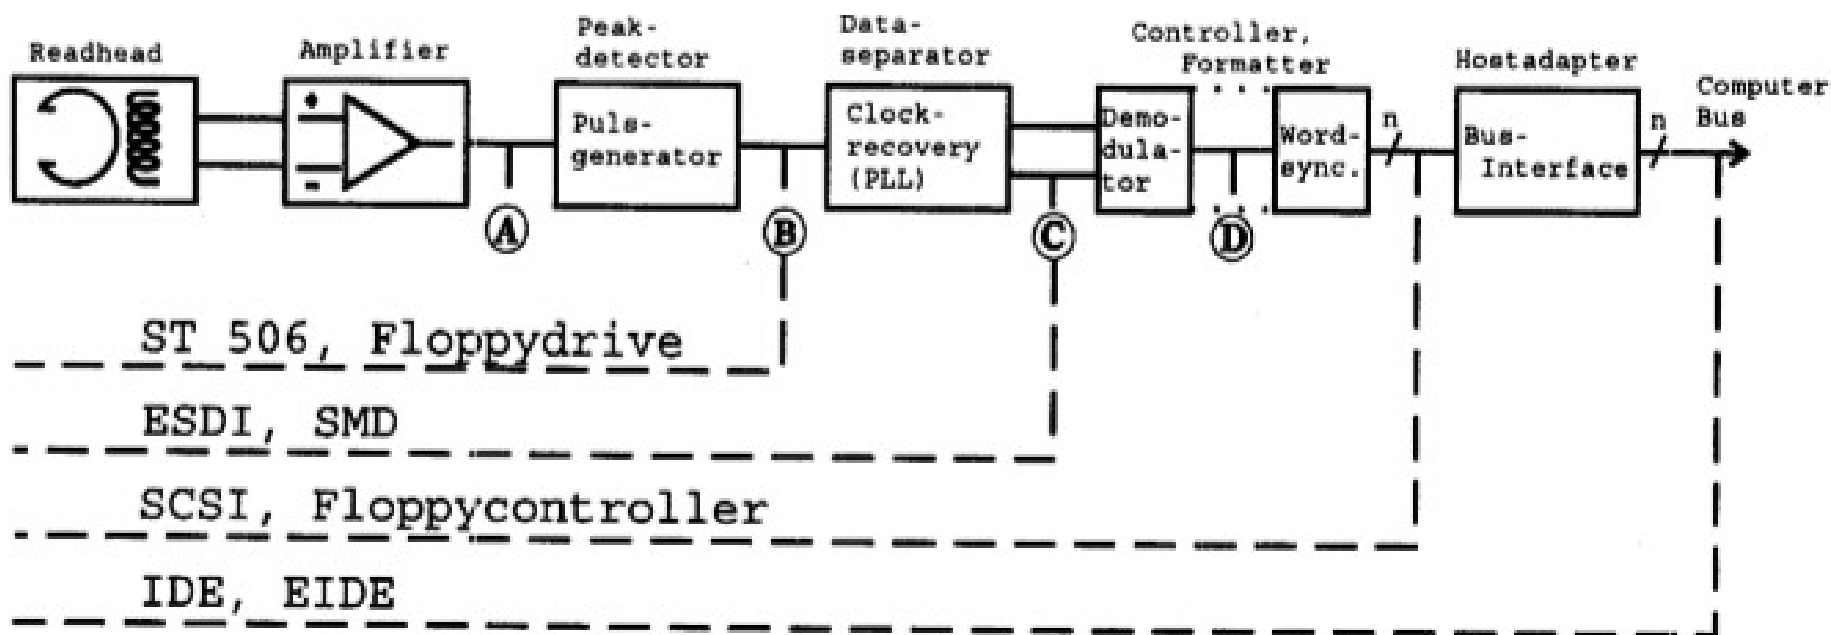 Readhead
Amplifier
Peak-
detector
Data-
separator
Controller,
Formatter
Hostadapter
Computer
Bus
+
-
Puls-
generator
Clock-
recovery
(PLL)
Demo-
dula-
tor
Word-
sync.
n
Bus-
Interface
n
A
B
C
D
ST 506, Floppydrive
ESDI, SMD
SCSI, Floppycontroller
IDE, EIDE